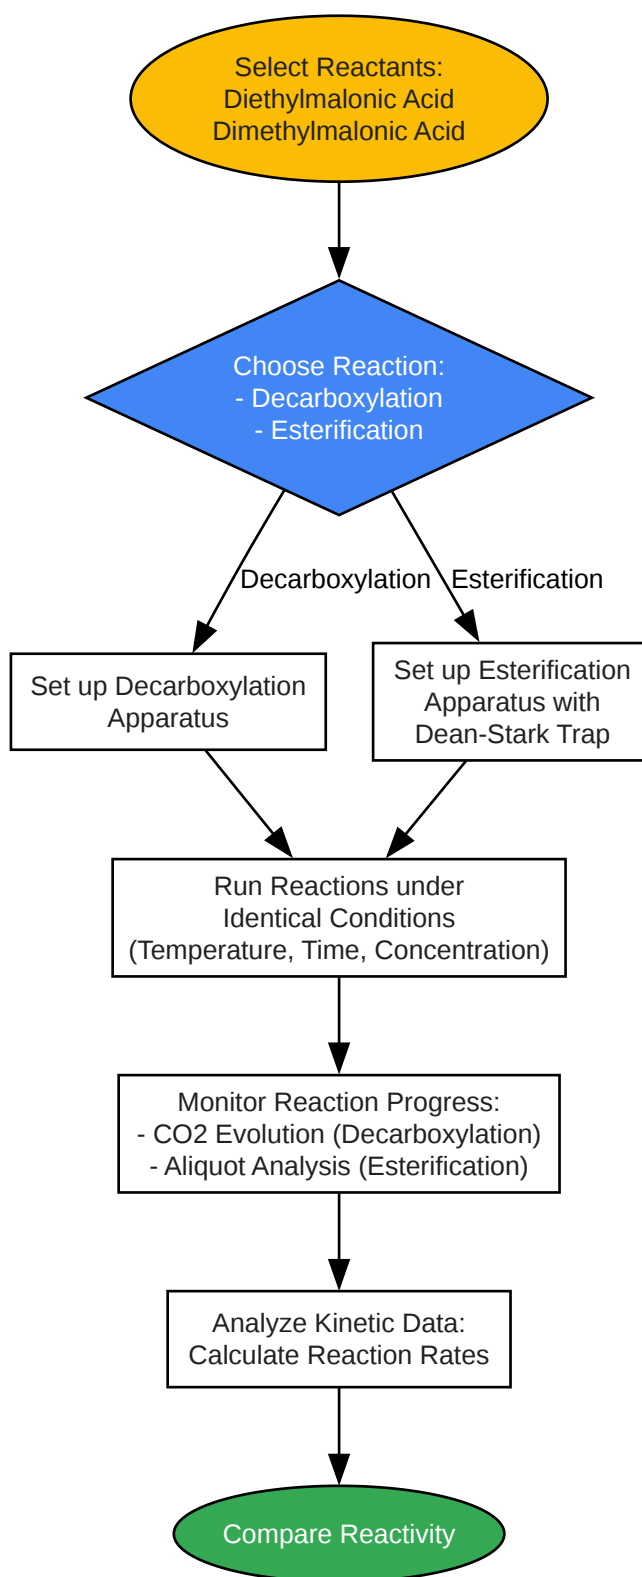 Select Reactants:
Diethylmalonic Acid
Dimethylmalonic Acid
Choose Reaction:
- Decarboxylation
- Esterification
Decarboxylation
Esterification
Set up Decarboxylation
Apparatus
Set up Esterification
Apparatus with
Dean-Stark Trap
Run Reactions under
Identical Conditions
(Temperature, Time, Concentration)
Monitor Reaction Progress:
- CO2 Evolution (Decarboxylation)
- Aliquot Analysis (Esterification)
Analyze Kinetic Data:
Calculate Reaction Rates
Compare Reactivity